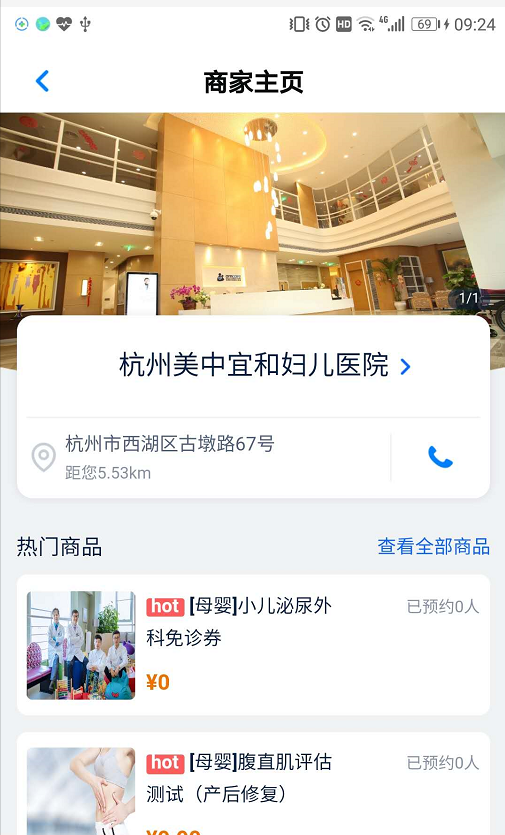 HD 4G 69 09:24
商家主页
1/1
杭州美中宜和妇儿医院
杭州市西湖区古墩路67号
距您5.53km
热门商品
查看全部商品
hot [母婴]小儿泌尿外
已预约0人
科免诊券
¥0
hot [母婴]腹直肌评估
已预约0人
测试（产后修复）